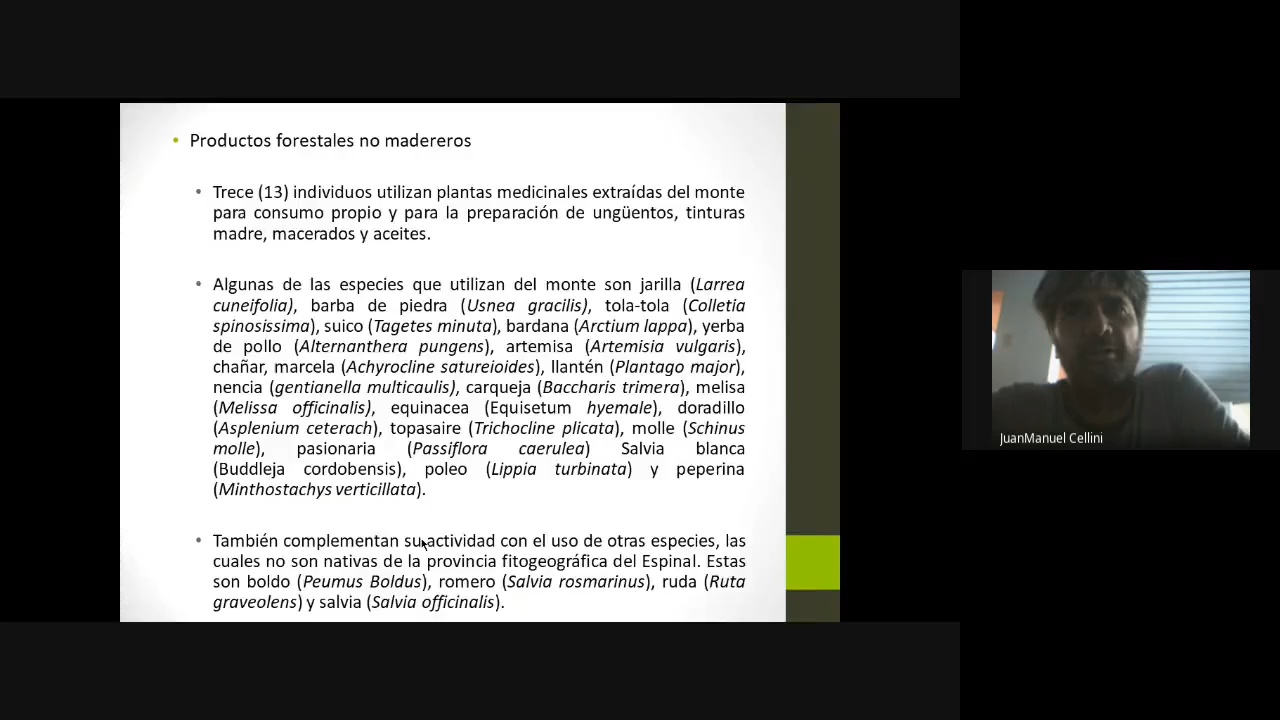 • Productos forestales no madereros
• Trece (13) individuos utilizan plantas medicinales extraídas del monte
para consumo propio y para la preparación de ungüentos, tinturas
madre, macerados y aceites.
• Algunas de las especies que utilizan del monte son jarilla (Larrea
cuneifolia), barba de piedra (Usnea gracilis), tola-tola (Colletia
spinosissima), suico (Tagetes minuta), bardana (Arctium lappa), yerba
de pollo (Alternanthera pungens), artemisa (Artemisia vulgaris),
chañar, marcela (Achyrocline satureioides), llantén (Plantago major),
nencia (gentianella multicaulis), carqueja (Baccharis trimera), melisa
(Melissa officinalis), equinacea (Equisetum hyemale), doradillo
(Asplenium ceterach), topasaire (Trichocline plicata), molle (Schinus
molle), pasionaria (Passiflora caerulea) Salvia blanca
(Buddleja cordobensis), poleo (Lippia turbinata) y peperina
(Minthostachys verticillata).
• También complementan su actividad con el uso de otras especies, las
cuales no son nativas de la provincia fitogeográfica del Espinal. Estas
son boldo (Peumus Boldus), romero (Salvia rosmarinus), ruda (Ruta
graveolens) y salvia (Salvia officinalis).
JuanManuel Cellini